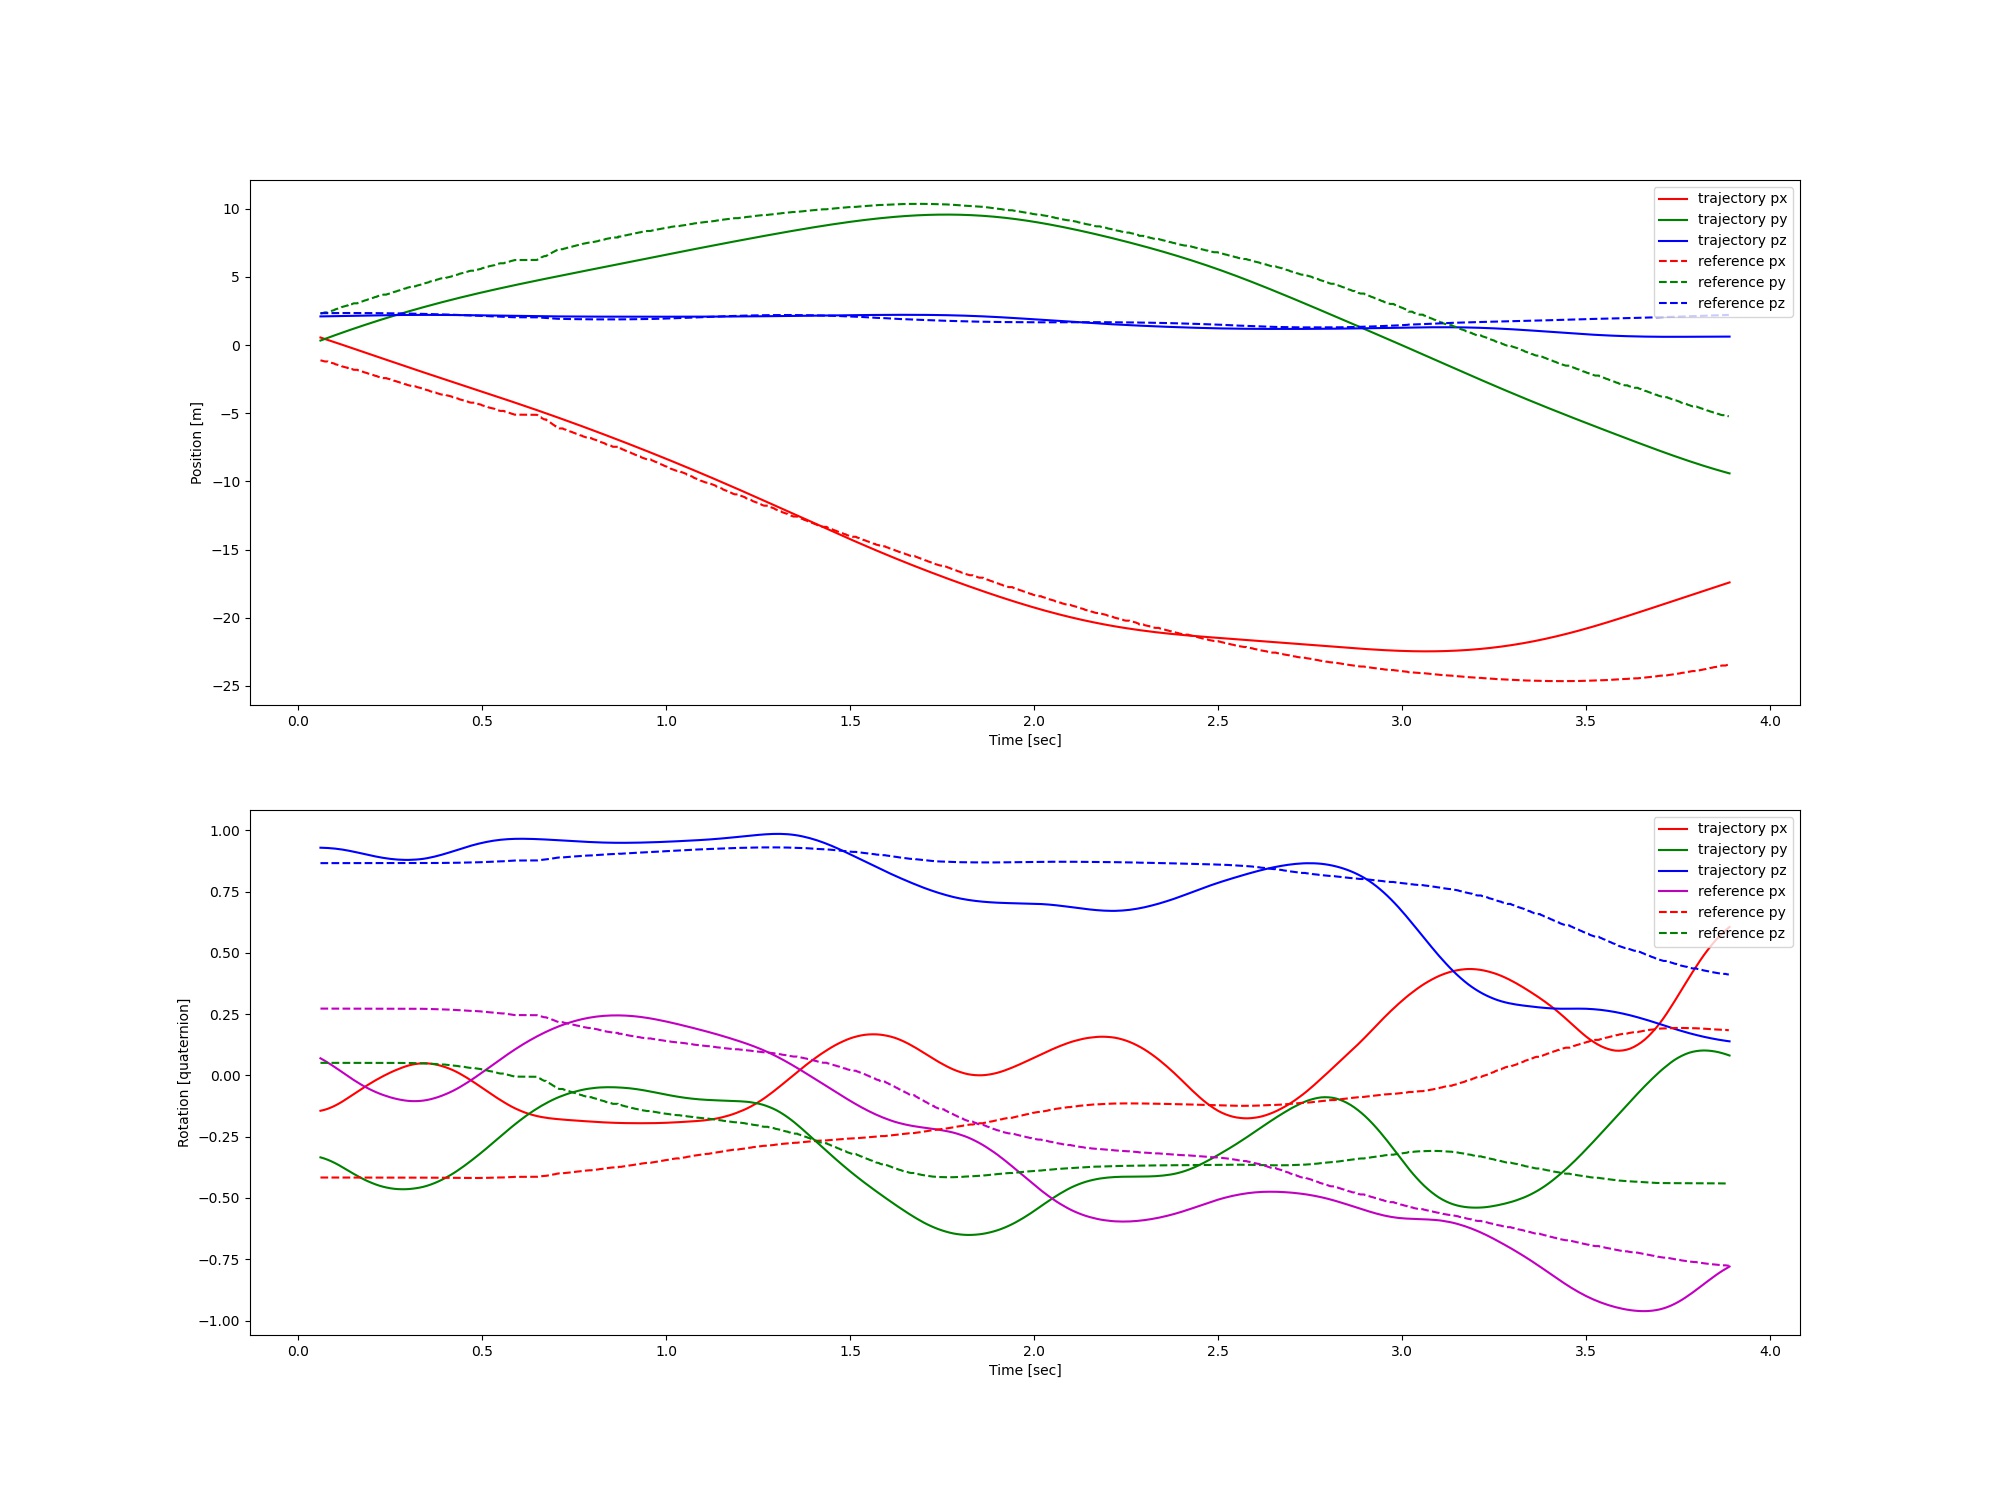 10
5
0
−5
−10
−15
−20
−25
Position [m]
trajectory px
trajectory py
trajectory pz
reference px
reference py
reference pz
0.0 0.5 1.0 1.5 2.0 2.5 3.0 3.5 4.0
Time [sec]
1.00
0.75
0.50
0.25
0.00
−0.25
−0.50
−0.75
−1.00
Rotation [quaternion]
trajectory px
trajectory py
trajectory pz
reference px
reference py
reference pz
0.0 0.5 1.0 1.5 2.0 2.5 3.0 3.5 4.0
Time [sec]